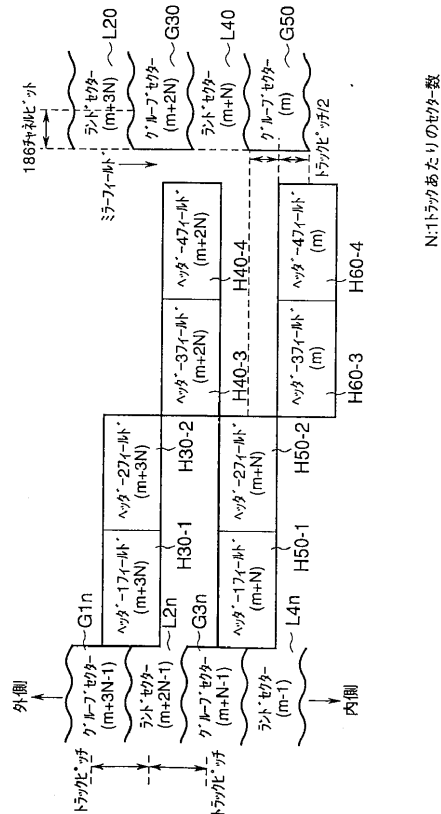 外側
内側
トラックピッチ
トラックピッチ
G1n
グルーブセクター
(m+3N-1)
L2n
ランドセクター
(m+2N-1)
G3n
グルーブセクター
(m+N-1)
L4n
ランドセクター
(m-1)
ヘッダー1フィールド
(m+3N)
H30-1
ヘッダー2フィールド
(m+3N)
H30-2
ヘッダー1フィールド
(m+N)
H50-1
ヘッダー2フィールド
(m+N)
H50-2
ヘッダー3フィールド
(m+2N)
H40-3
ヘッダー4フィールド
(m+2N)
H40-4
ヘッダー3フィールド
(m)
H60-3
ヘッダー4フィールド
(m)
H60-4
ミラーフィールド
186チャネルビット
ランドセクター
(m+3N)
L20
グルーブセクター
(m+2N)
G30
ランドセクター
(m+N)
L40
グルーブセクター
(m)
G50
トラックピッチ/2
N:1トラックあたりのセクター数